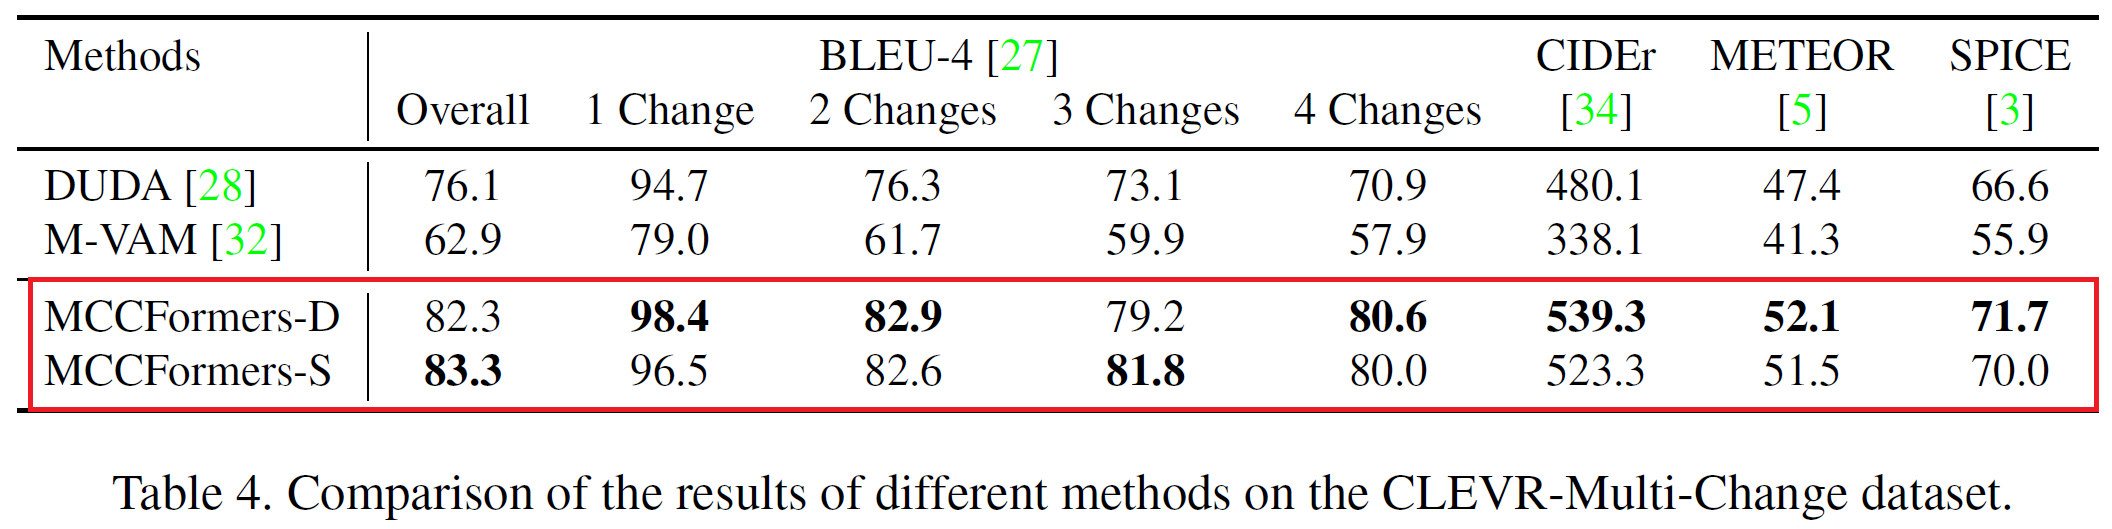 Methods BLEU-4 [27] CIDEr METEOR SPICE
Overall 1 Change 2 Changes 3 Changes 4 Changes [34] [5] [3]
DUDA [28] 76.1 94.7 76.3 73.1 70.9 480.1 47.4 66.6
M-VAM [32] 62.9 79.0 61.7 59.9 57.9 338.1 41.3 55.9
MCCFormers-D 82.3 98.4 82.9 79.2 80.6 539.3 52.1 71.7
MCCFormers-S 83.3 96.5 82.6 81.8 80.0 523.3 51.5 70.0
Table 4. Comparison of the results of different methods on the CLEVR-Multi-Change dataset.